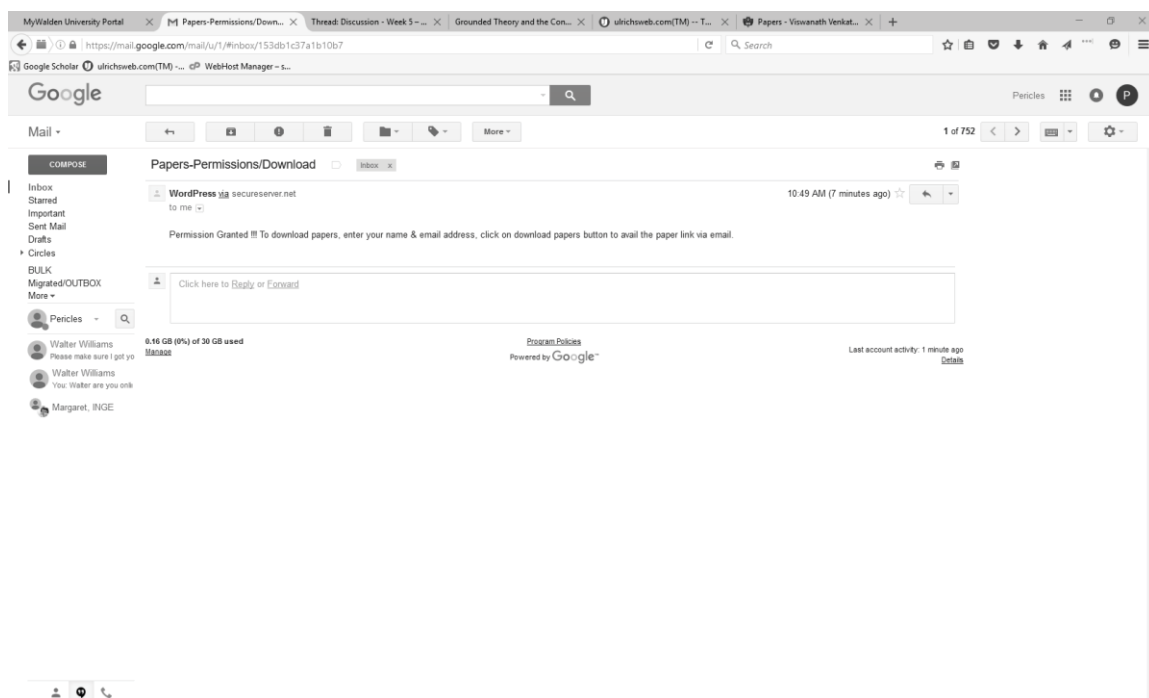 MyWalden University Portal
Papers-Permissions/Down...
Thread: Discussion - Week 5 – ...
Grounded Theory and the Con...
ulrichsweb.com(TM) -- T...
Papers - Viswanath Venkat...
https://mail.google.com/mail/u/1/#inbox/153db1c37a1b10b7
Search
Google Scholar
ulrichsweb.com(TM) -...
WebHost Manager – s...
Google
Pericles
P
Mail
More
1 of 752
COMPOSE
Papers-Permissions/Download
Inbox x
Inbox
Starred
Important
Sent Mail
Drafts
Circles
BULK
Migrated/OUTBOX
More
WordPress via secureserver.net
10:49 AM (7 minutes ago)
to me
Permission Granted !!! To download papers, enter your name & email address, click on download papers button to avail the paper link via email.
Click here to Reply or Forward
Pericles
Walter Williams
Please make sure I got yo
Walter Williams
You: Walter are you onli
Margaret, INGE
0.16 GB (0%) of 30 GB used
Manage
Program Policies
Powered by Google
Last account activity: 1 minute ago
Details